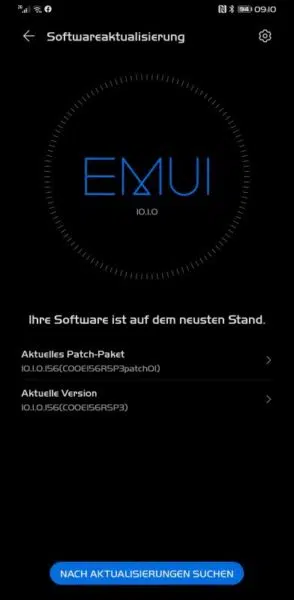 94 09:10
Softwareaktualisierung
EMUI
10.1.0
Ihre Software ist auf dem neusten Stand.
Aktuelles Patch-Paket
10.1.0.156(C00E156R5P3patch01)
Aktuelle Version
10.1.0.156(C00E156R5P3)
NACH AKTUALISIERUNGEN SUCHEN